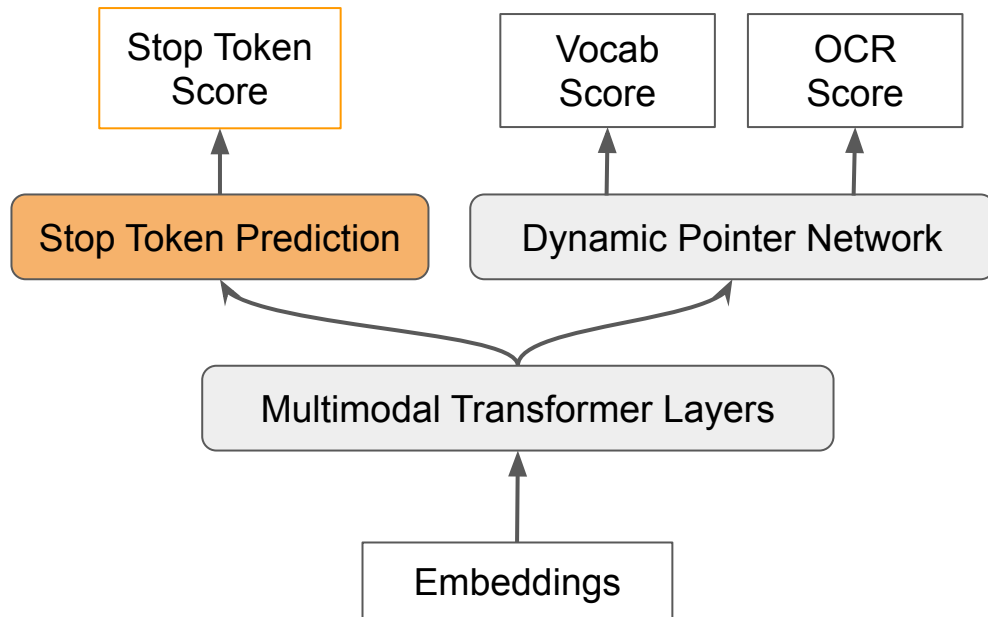 Stop Token
Score
Vocab
Score
OCR
Score
Stop Token Prediction
Dynamic Pointer Network
Multimodal Transformer Layers
Embeddings